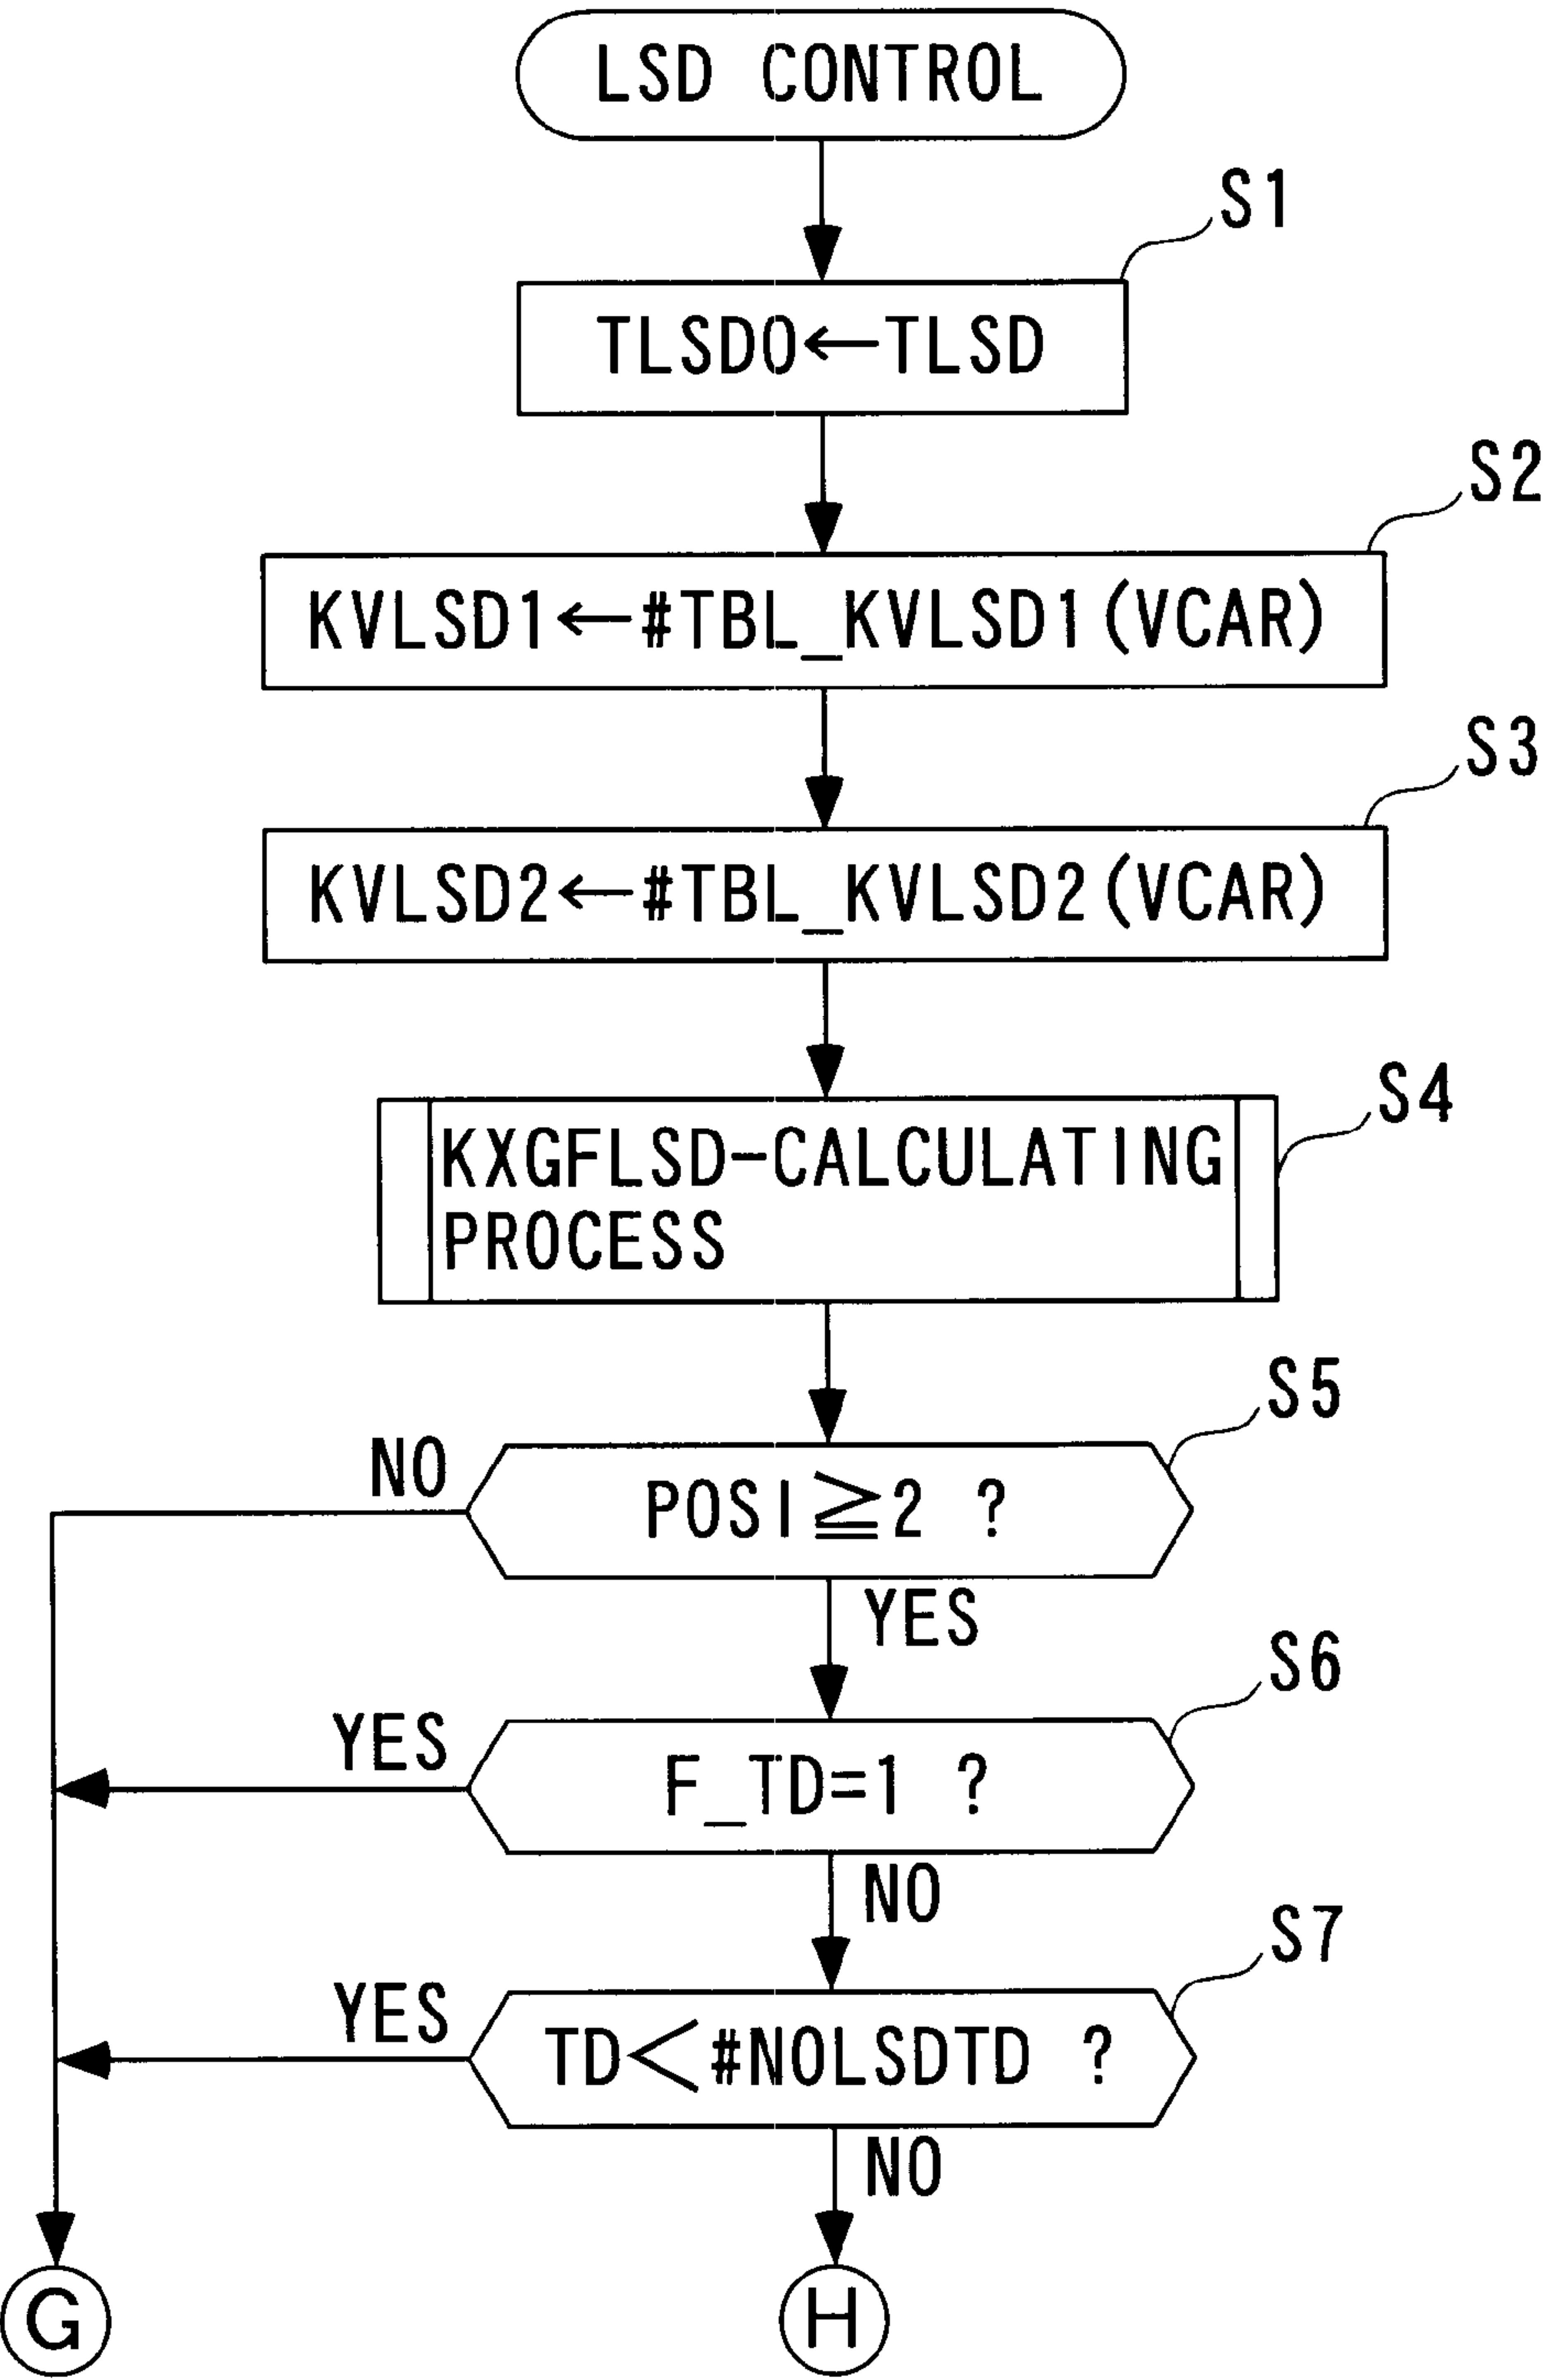 LSD CONTROL
S1
TLSD0←TLSD
S2
KVLSD1←#TBL_KVLSD1(VCAR)
S3
KVLSD2←#TBL_KVLSD2(VCAR)
S4
KXGFLSD-CALCULATING
PROCESS
S5
NO
POSI≧2 ?
YES
S6
YES
F_TD=1 ?
NO
S7
YES
TD<#NOLSDTD ?
NO
G
H